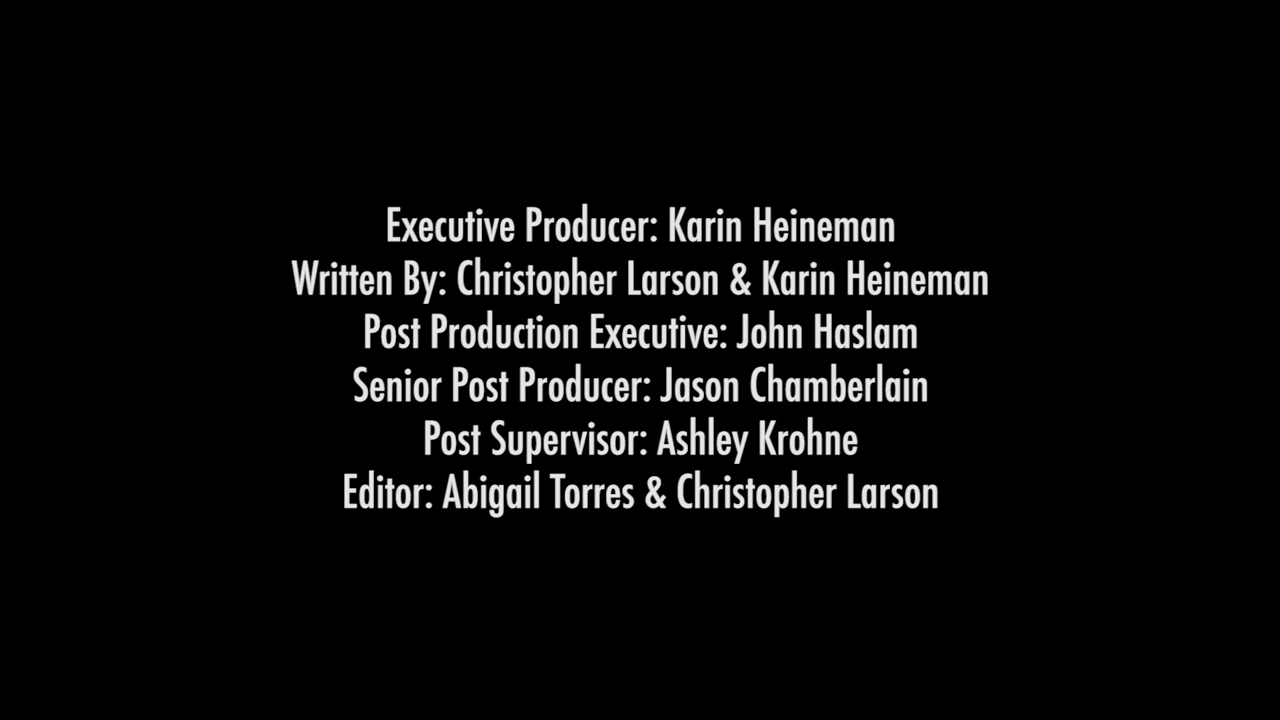 Executive Producer: Karin Heineman
Written By: Christopher Larson & Karin Heineman
Post Production Executive: John Haslam
Senior Post Producer: Jason Chamberlain
Post Supervisor: Ashley Krohne
Editor: Abigail Torres & Christopher Larson